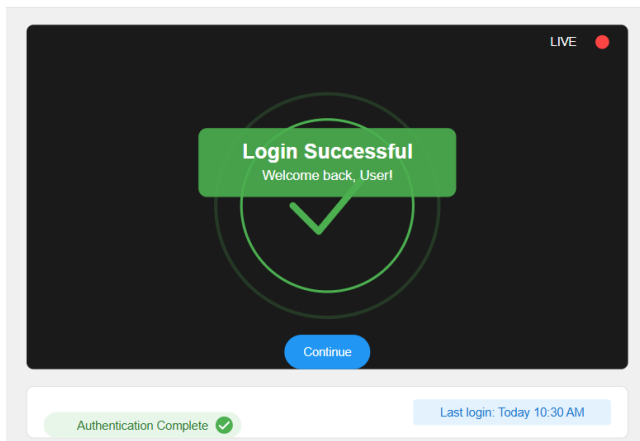 LIVE
Login Successful
Welcome back, User!
Continue
Authentication Complete
Last login: Today 10:30 AM